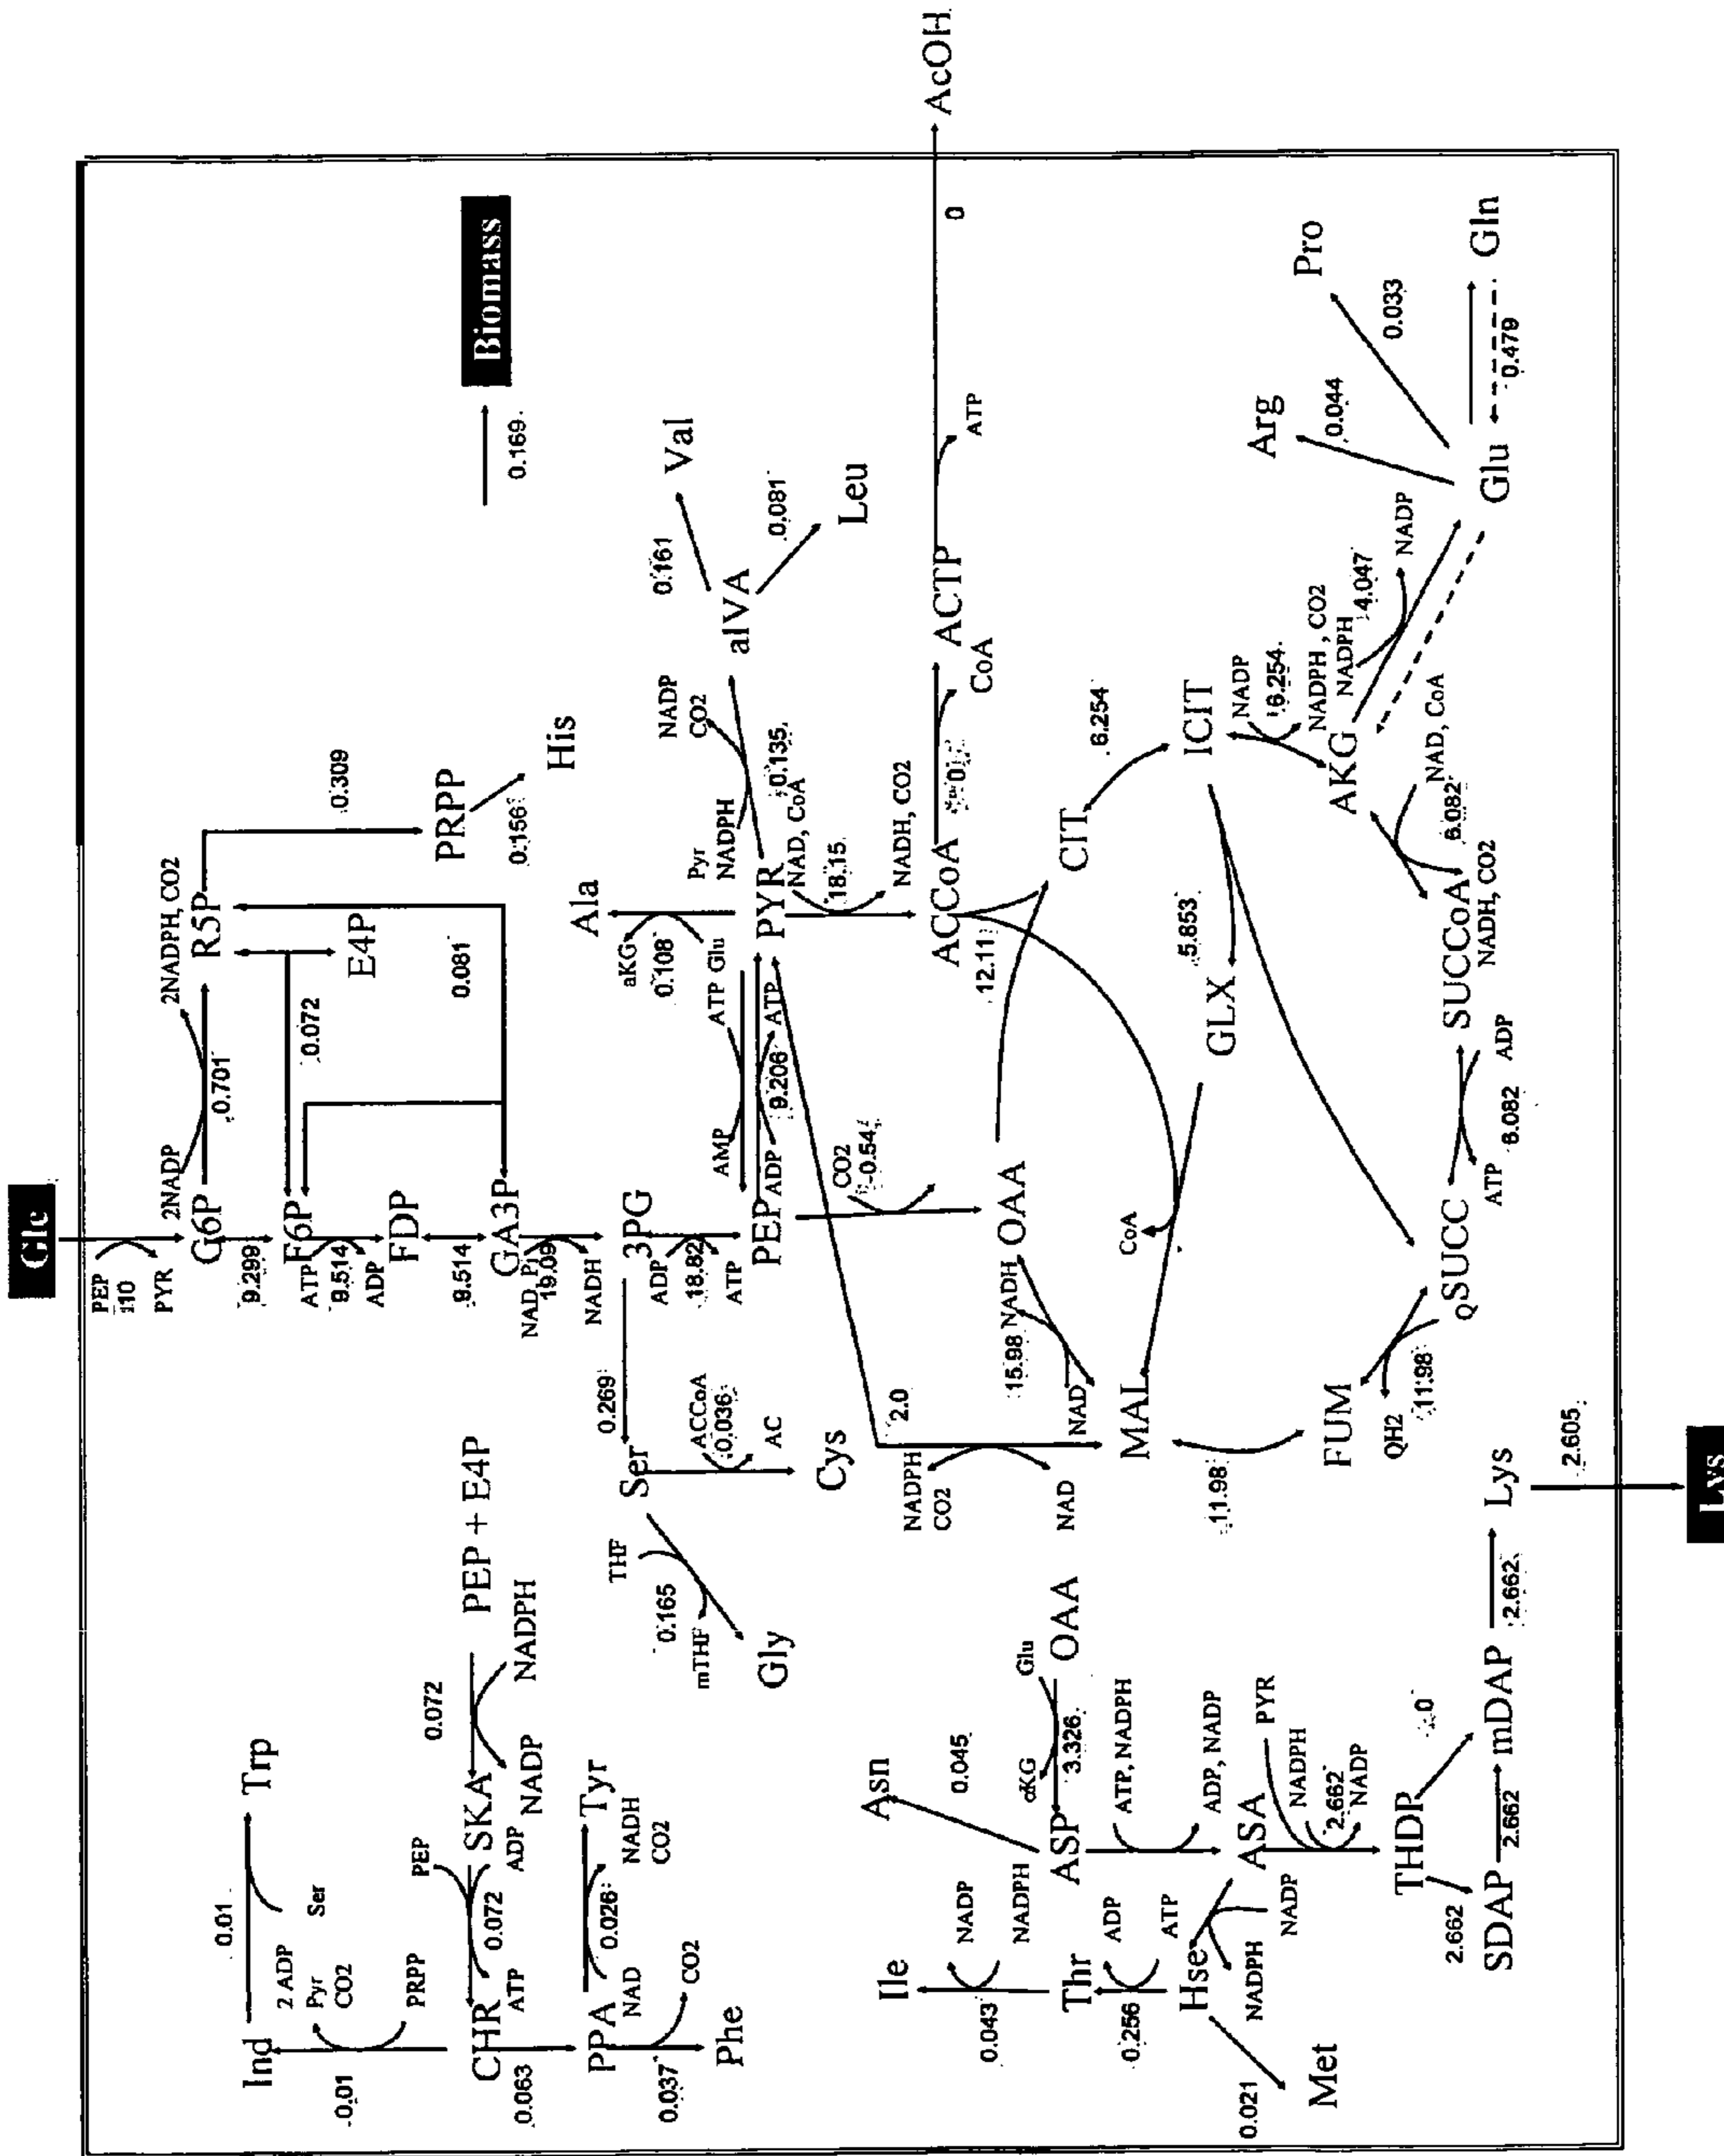 Glc
PEP
10
PYR
2NADP
2NADPH, CO2
G6P
0.701
R5P
0.309
9.299
0.072
F6P
E4P
PRPP
ATP
9.514
ADP
FDP
0.081
0.156
His
9.514
GA3P
NAD, Pi
19.09
NADH
Biomass
0.169
3PG
0.269
Ser
ADP
18.82
ATP
ACCoA
0.036
AC
Cys
THF
0.165
mTHF
Gly
Ala
aKG
0.108
ATP Glu
AMP
PEP
ADP
9.206
ATP
PYR
Pyr
NADPH
NADP
CO2
0.135
aIVA
0.161
Val
0.081
Leu
NAD, CoA
18.15
NADH, CO2
ACCoA
ACTP
CoA
ATP
0
AcOH
CO2
OAA
12.11
CIT
6.254
ICIT
NADP
6.254
NADPH, CO2
5.853
GLX
CoA
NADH
15.98
NAD
2.0
NADPH
CO2
NAD
MAL
11.98
FUM
QH2
11.98
Q
SUCC
ATP
6.082
ADP
SUCCoA
NADH, CO2
6.082
NAD, CoA
AKG
NADPH
4.047
NADP
Glu
0.044
Arg
0.033
Pro
0.479
Gln
PEP + E4P
0.072
NADPH
NADP
SKA
PEP
ADP
0.072
ATP
CHR
0.01
PRPP
Pyr
CO2
Ind
2 ADP
Ser
0.01
Trp
0.063
PPA
NAD
0.026
NADH
CO2
Tyr
0.037
CO2
Phe
OAA
Glu
αKG
3.326
ASP
0.045
Asn
ATP, NADPH
ADP, NADP
ASA
NADP
NADPH
Hse
0.021
Met
0.256
ATP
ADP
Thr
0.043
NADPH
NADP
Ile
PYR
NADPH
2.662
NADP
THDP
0
2.662
SDAP
2.662
mDAP
2.662
Lys
2.605
Lys